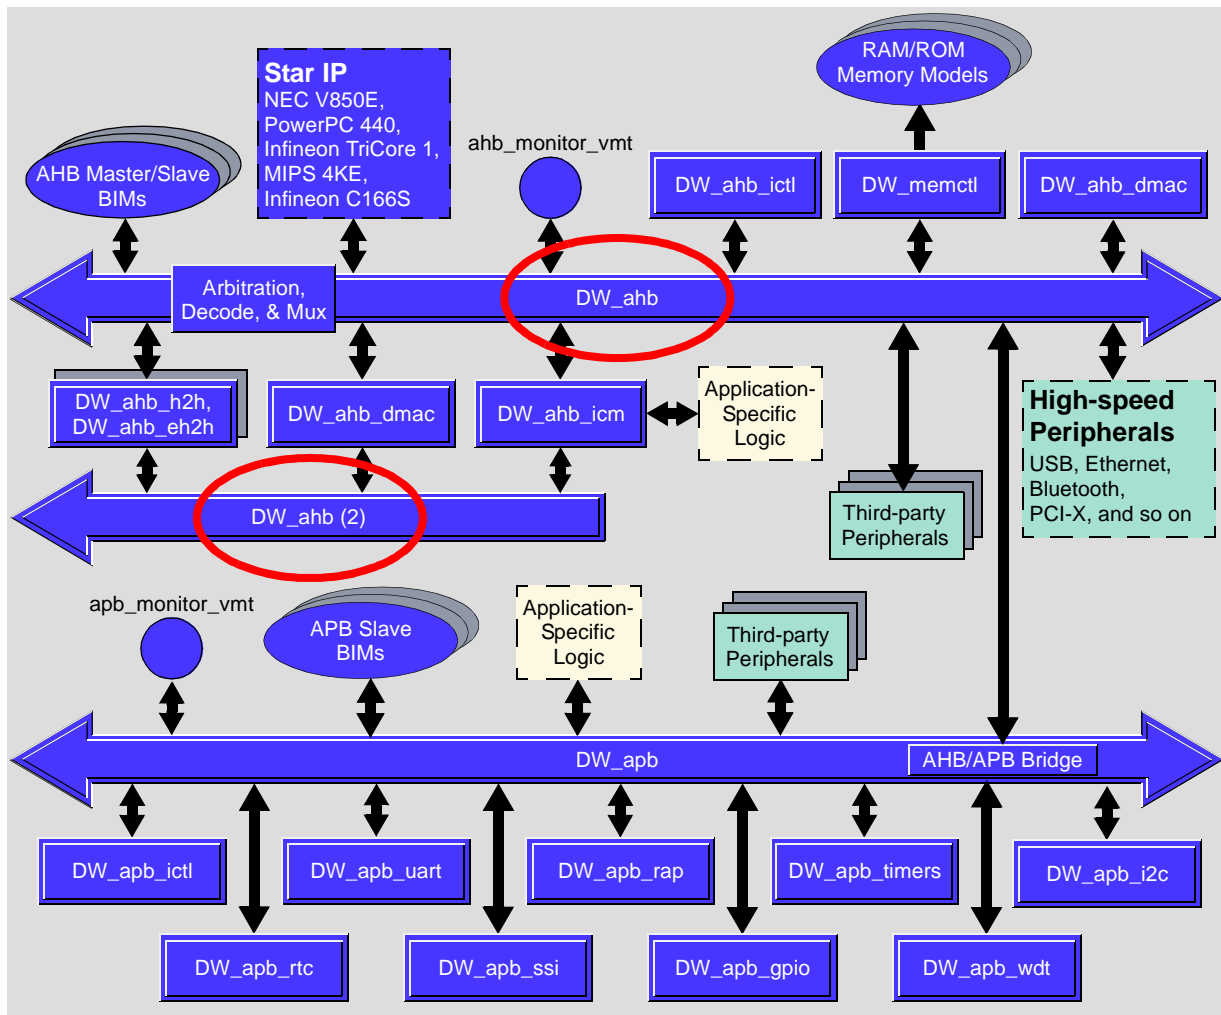 Star IP
NEC V850E,
PowerPC 440,
Infineon TriCore 1,
MIPS 4KE,
Infineon C166S
RAM/ROM
Memory Models
AHB Master/Slave
BIMs
ahb_monitor_vmt
DW_ahb_ictl
DW_memctl
DW_ahb_dmac
Arbitration,
Decode, & Mux
DW_ahb
DW_ahb_h2h,
DW_ahb_eh2h
DW_ahb_dmac
DW_ahb_icm
Application-
Specific
Logic
High-speed
Peripherals
USB, Ethernet,
Bluetooth,
PCI-X, and so on
DW_ahb (2)
Third-party
Peripherals
apb_monitor_vmt
APB Slave
BIMs
Application-
Specific
Logic
Third-party
Peripherals
DW_apb
AHB/APB Bridge
DW_apb_ictl
DW_apb_uart
DW_apb_rap
DW_apb_timers
DW_apb_i2c
DW_apb_rtc
DW_apb_ssi
DW_apb_gpio
DW_apb_wdt